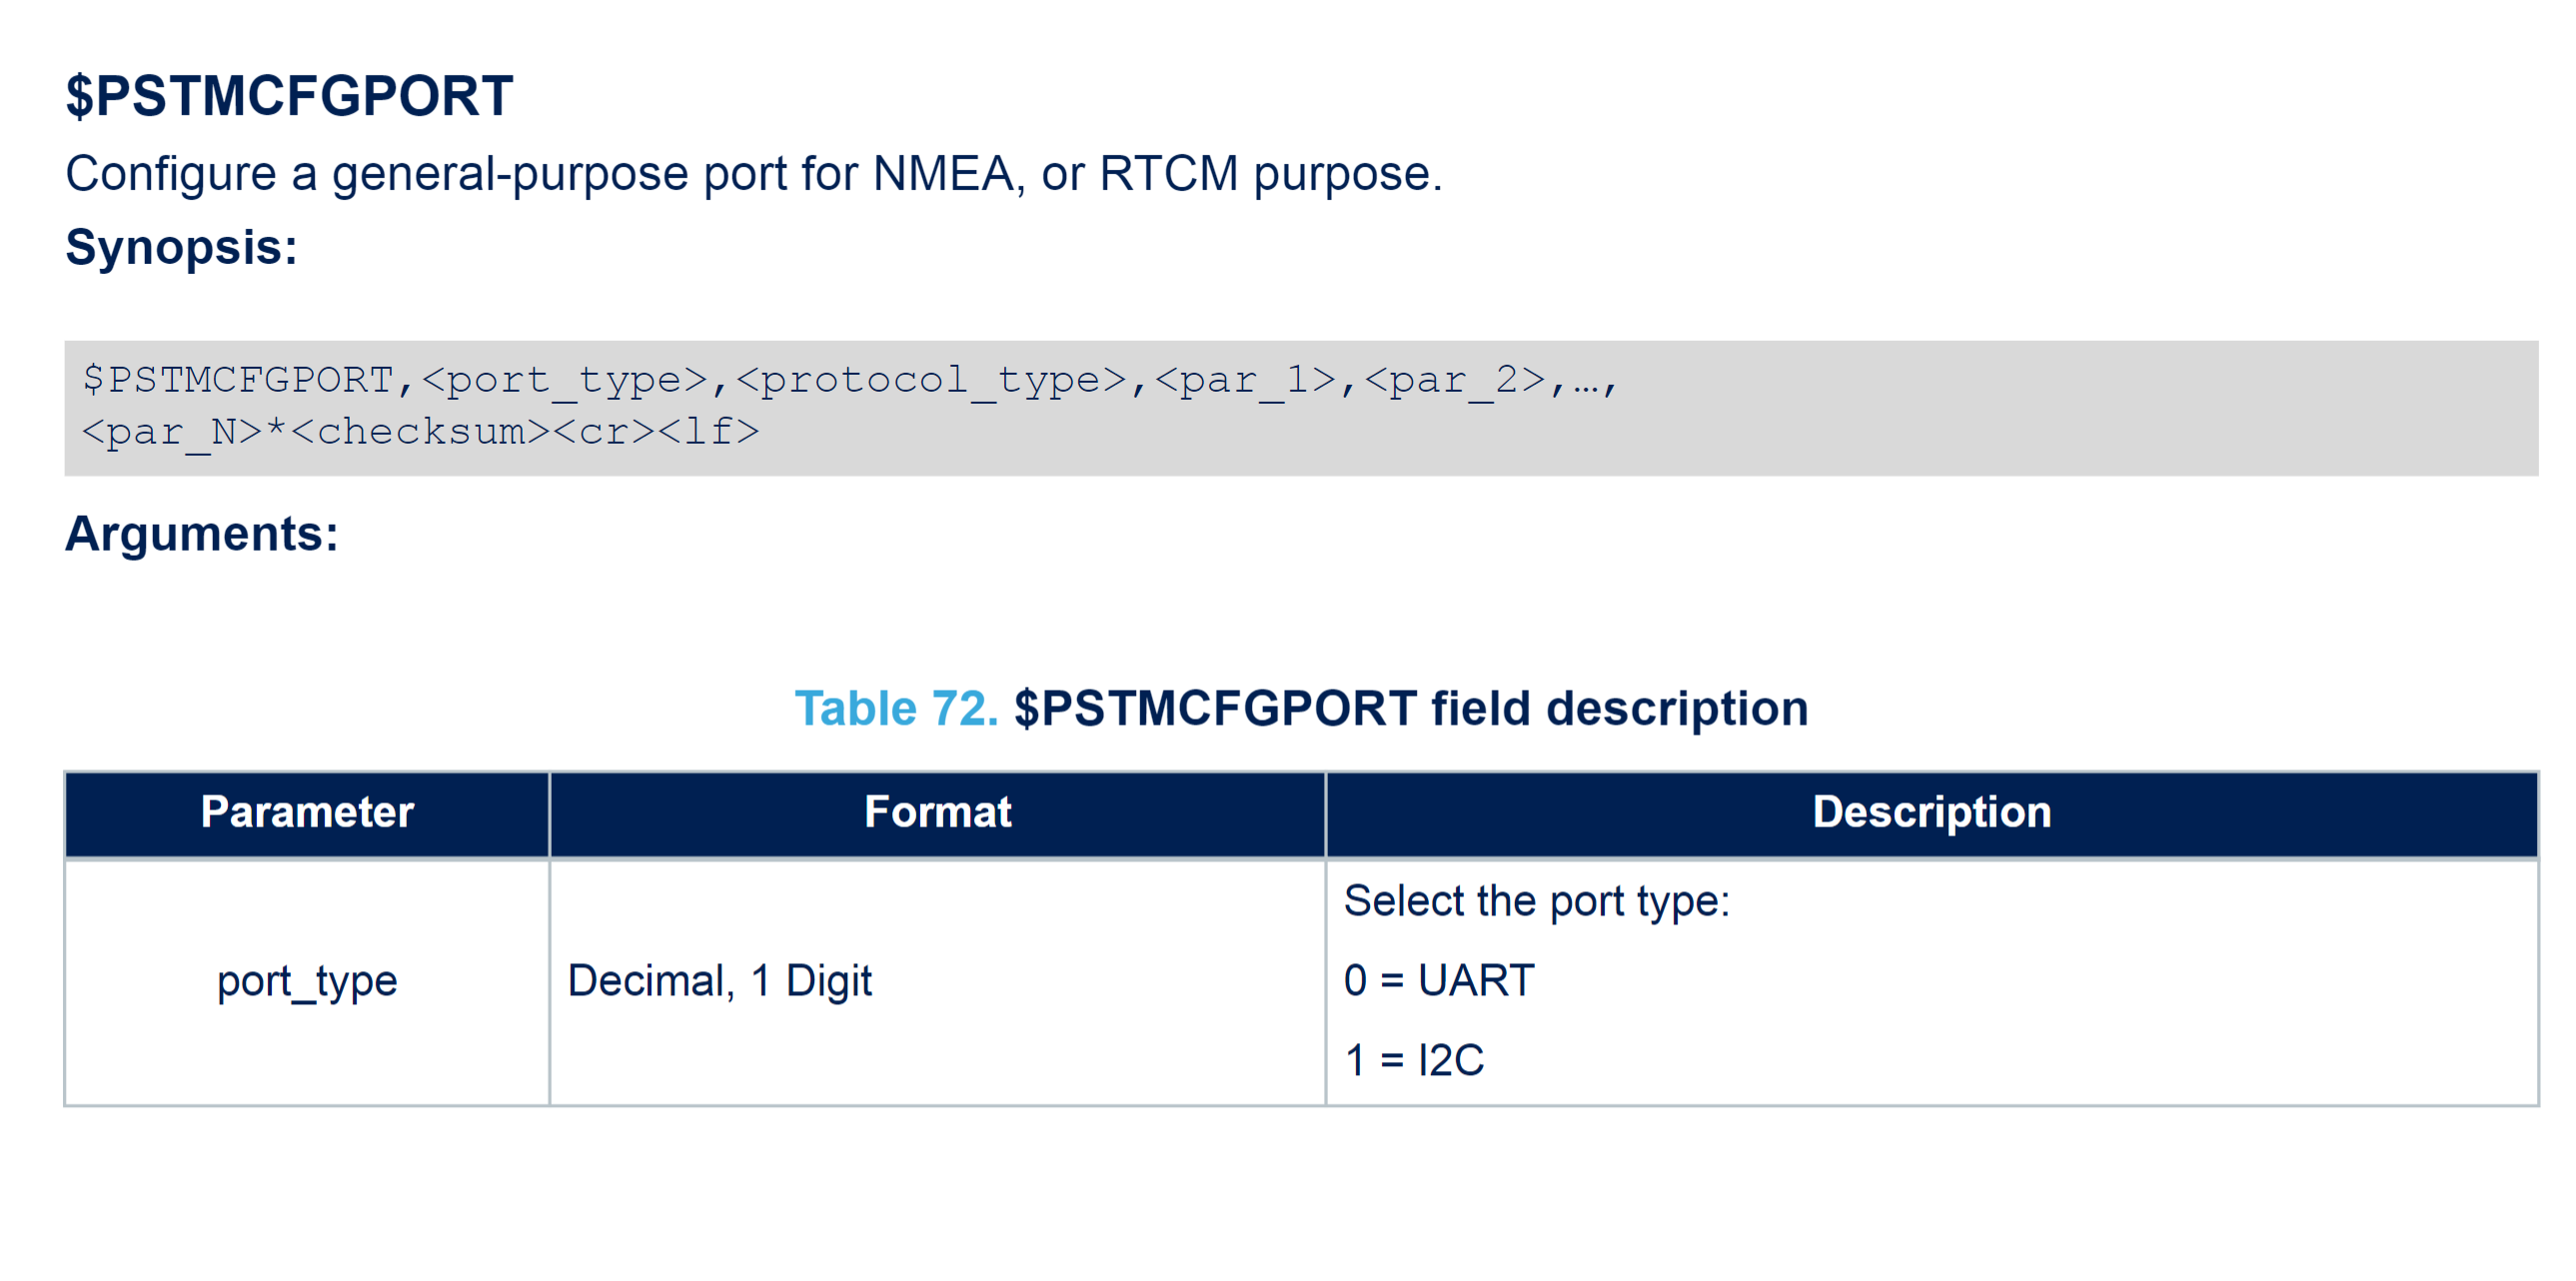 $PSTMCFGPORT
Configure a general-purpose port for NMEA, or RTCM purpose.
Synopsis:
$PSTMCFGPORT,<port_type>,<protocol_type>,<par_1>,<par_2>,…,
<par_N>*<checksum><cr><lf>
Arguments:
Table 72. $PSTMCFGPORT field description
Parameter Format Description
port_type Decimal, 1 Digit Select the port type:
0 = UART
1 = I2C